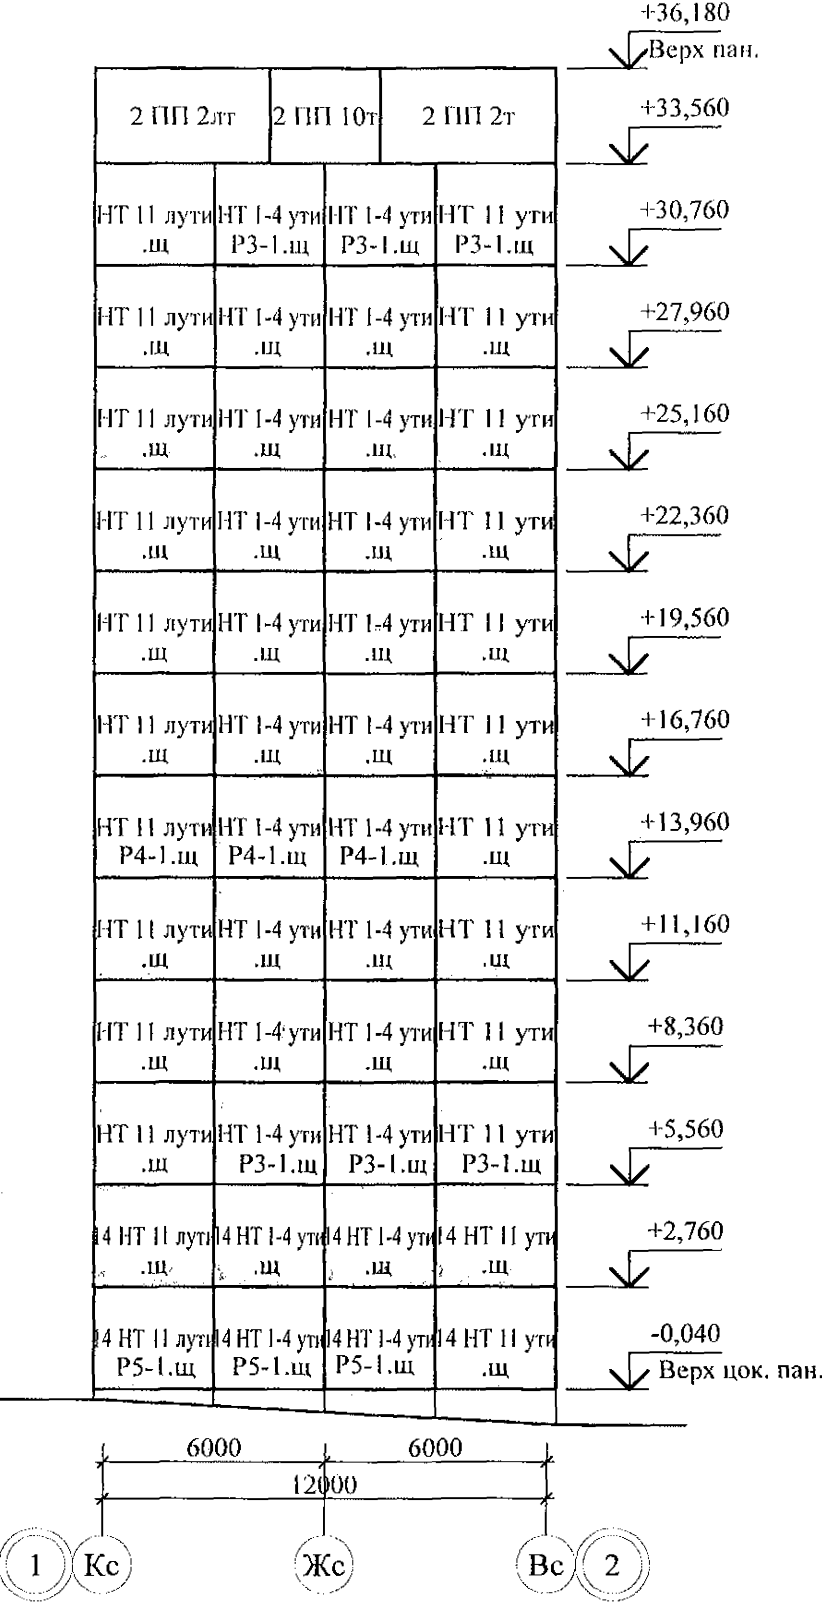 +36,180
Верх пан.
2 ПП 2лт 2 ПП 10т 2 ПП 2т
+33,560
НТ 11 лути НТ 1-4 ути НТ 1-4 ути НТ 11 ути
.щ Р3-1.щ Р3-1.щ Р3-1.щ
+30,760
НТ 11 лути НТ 1-4 ути НТ 1-4 ути НТ 11 ути
.щ .щ .щ .щ
+27,960
НТ 11 лути НТ 1-4 ути НТ 1-4 ути НТ 11 ути
.щ .щ .щ .щ
+25,160
НТ 11 лути НТ 1-4 ути НТ 1-4 ути НТ 11 ути
.щ .щ .щ .щ
+22,360
НТ 11 лути НТ 1-4 ути НТ 1-4 ути НТ 11 ути
.щ .щ .щ .щ
+19,560
НТ 11 лути НТ 1-4 ути НТ 1-4 ути НТ 11 ути
.щ .щ .щ .щ
+16,760
НТ 11 лути НТ 1-4 ути НТ 1-4 ути НТ 11 ути
Р4-1.щ Р4-1.щ Р4-1.щ .щ
+13,960
НТ 11 лути НТ 1-4 ути НТ 1-4 ути НТ 11 ути
.щ .щ .щ .щ
+11,160
НТ 11 лути НТ 1-4 ути НТ 1-4 ути НТ 11 ути
.щ .щ .щ .щ
+8,360
НТ 11 лути НТ 1-4 ути НТ 1-4 ути НТ 11 ути
.щ Р3-1.щ Р3-1.щ Р3-1.щ
+5,560
14 НТ 11 лути 14 НТ 1-4 ути 14 НТ 1-4 ути 14 НТ 11 ути
.щ .щ .щ .щ
+2,760
14 НТ 11 лути 14 НТ 1-4 ути 14 НТ 1-4 ути 14 НТ 11 ути
Р5-1.щ Р5-1.щ Р5-1.щ .щ
-0,040
Верх цок. пан.
6000 6000
12000
1 Кс Жс Вс 2